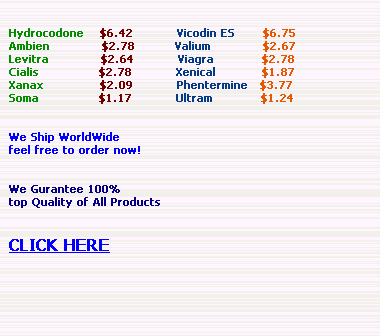 Hydrocodone $6.42 Vicodin ES $6.75
Ambien $2.78 Valium $2.67
Levitra $2.64 Viagra $2.78
Cialis $2.78 Xenical $1.87
Xanax $2.09 Phentermine $3.77
Soma $1.17 Ultram $1.24
We Ship WorldWide
feel free to order now!
We Gurantee 100%
top Quality of All Products
CLICK HERE